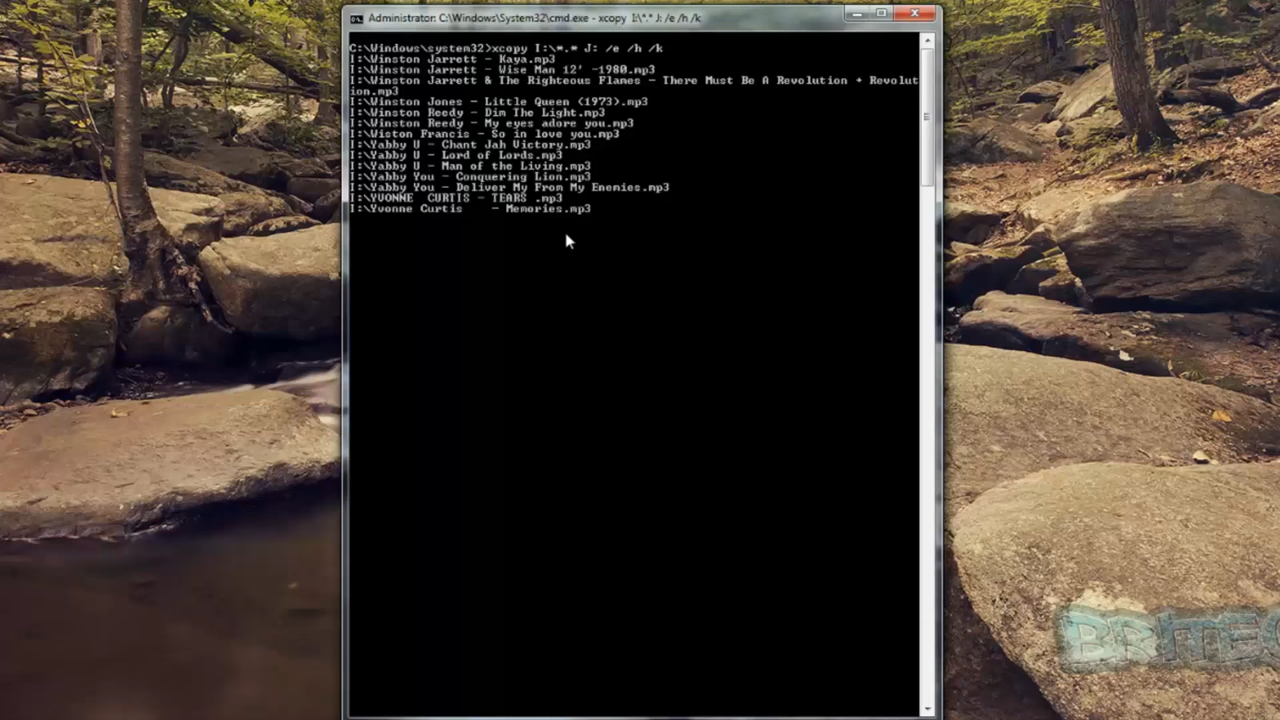 Administrator: C:\Windows\System32\cmd.exe - xcopy I:\*.* J: /e /h /k
C:\Windows\system32>xcopy I:\*.* J: /e /h /k
I:\Winston Jarrett - Kaya.mp3
I:\Winston Jarrett - Wise Man 12' -1980.mp3
I:\Winston Jarrett & The Righteous Flames - There Must Be A Revolution + Revolut
ion.mp3
I:\Winston Jones - Little Queen (1973).mp3
I:\Winston Reedy - Dim The Light.mp3
I:\Winston Reedy - My eyes adore you.mp3
I:\Wiston Francis - So in love you.mp3
I:\Yabby U - Chant Jah Victory.mp3
I:\Yabby U - Lord of Lords.mp3
I:\Yabby U - Man of the Living.mp3
I:\Yabby You - Conquering Lion.mp3
I:\Yabby You - Deliver My From My Enemies.mp3
I:\YVONNE  CURTIS - TEARS .mp3
I:\Yvonne Curtis    - Memories.mp3
BRITEC